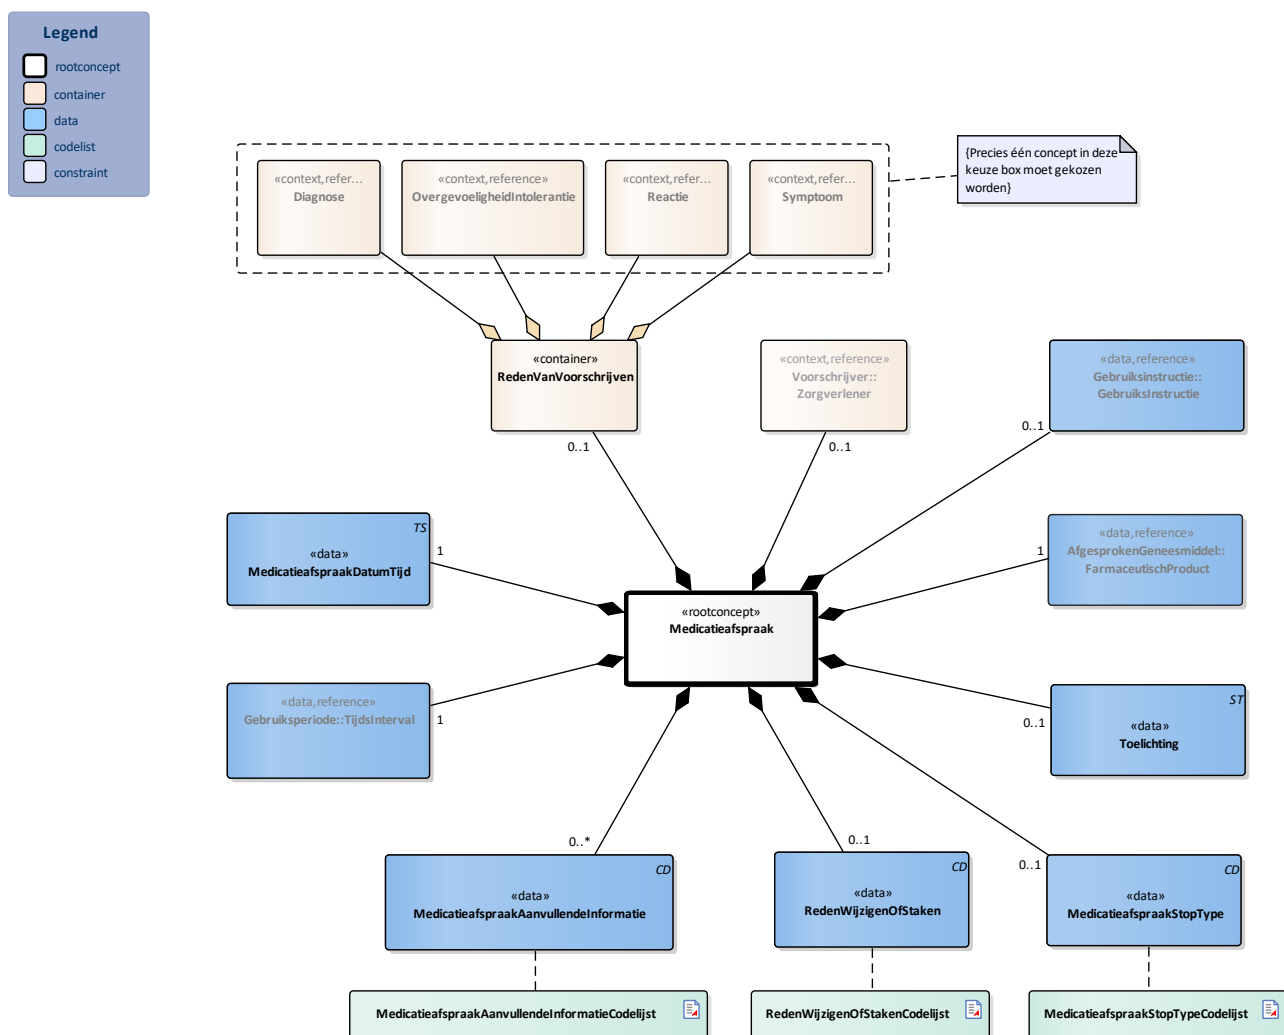 Legend
rootconcept
container
data
codelist
constraint
{Precies één concept in deze
keuze box moet gekozen
worden}
«context,refer...
Diagnose
«context,reference»
OvergevoeligheidIntolerantie
«context,refer...
Reactie
«context,refer...
Symptoom
«container»
RedenVanVoorschrijven
0..1
«context,reference»
Voorschrijver::
Zorgverlener
0..1
«data,reference»
Gebruiksinstructie::
GebruiksInstructie
0..1
TS
«data»
MedicatieafspraakDatumTijd
1
«data,reference»
AfgesprokenGeneesmiddel::
FarmaceutischProduct
1
«rootconcept»
Medicatieafspraak
«data,reference»
Gebruiksperiode::TijdsInterval
1
ST
«data»
Toelichting
0..1
0..*
CD
«data»
MedicatieafspraakAanvullendeInformatie
0..1
CD
«data»
RedenWijzigenOfStaken
0..1
CD
«data»
MedicatieafspraakStopType
MedicatieafspraakAanvullendeInformatieCodelijst
RedenWijzigenOfStakenCodelijst
MedicatieafspraakStopTypeCodelijst